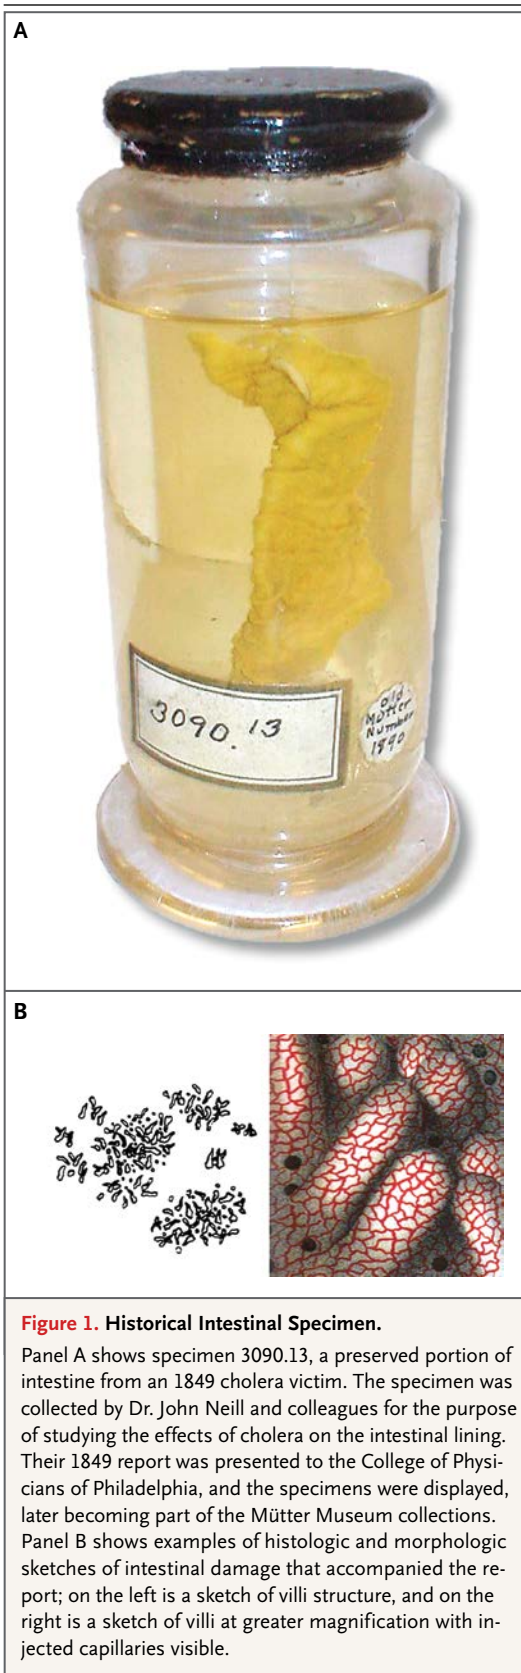 A
3090.13
old
Mütter
Number
1890
B
Figure 1. Historical Intestinal Specimen.
Panel A shows specimen 3090.13, a preserved portion of
intestine from an 1849 cholera victim. The specimen was
collected by Dr. John Neill and colleagues for the purpose
of studying the effects of cholera on the intestinal lining.
Their 1849 report was presented to the College of Physi-
cians of Philadelphia, and the specimens were displayed,
later becoming part of the Mütter Museum collections.
Panel B shows examples of histologic and morphologic
sketches of intestinal damage that accompanied the re-
port; on the left is a sketch of villi structure, and on the
right is a sketch of villi at greater magnification with in-
jected capillaries visible.